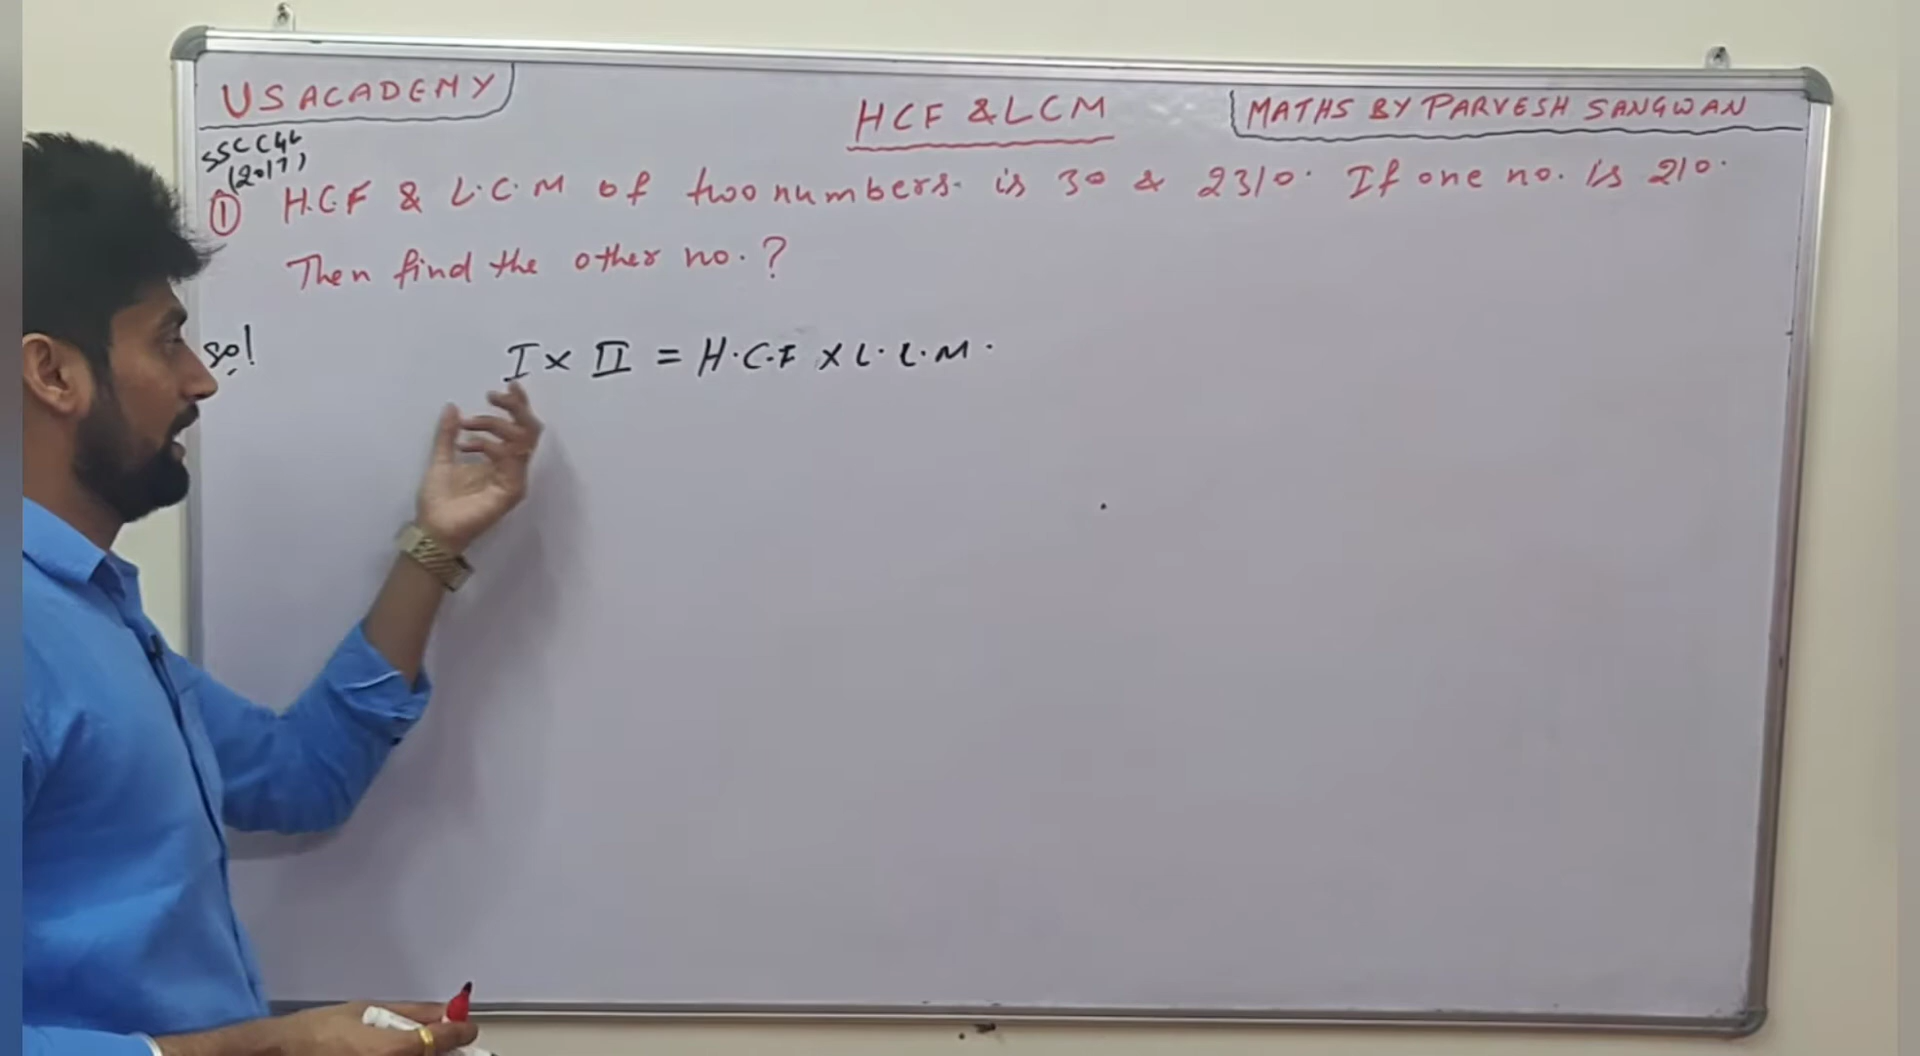 US ACADEMY
HCF & LCM
MATHS BY PARVESH SANGWAN
SSC CGL
(2017)
① H.C.F & L.C.M of two numbers. is 30 & 2310. If one no. is 210.
Then find the other no.?
sol
I x II = H.C.F x L.C.M.